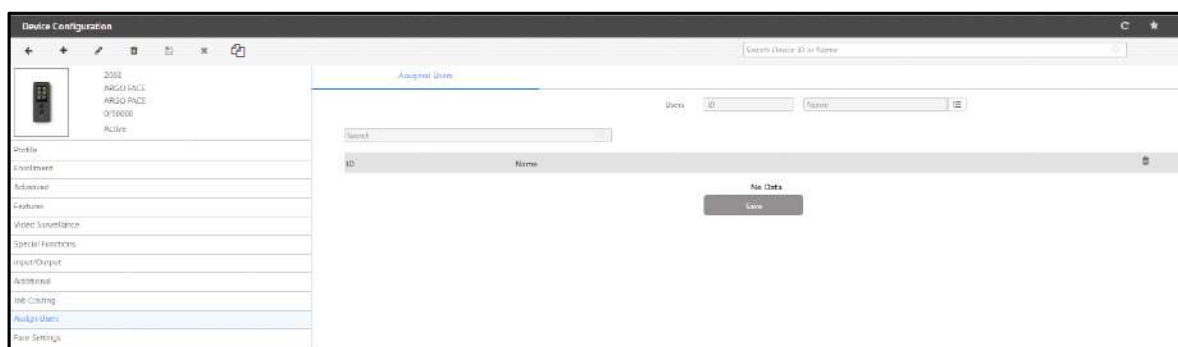 Device Configuration
Search Device ID or Name
2002
ARGO FACE
ARGO FACE
0/50000
Active
Assigned Users
Users ID Name
Search
ID Name
No Data
Save
Profile
Enrollment
Advanced
Features
Video Surveillance
Special Functions
Input/Output
Additional
Job Costing
Assign Users
Face Settings